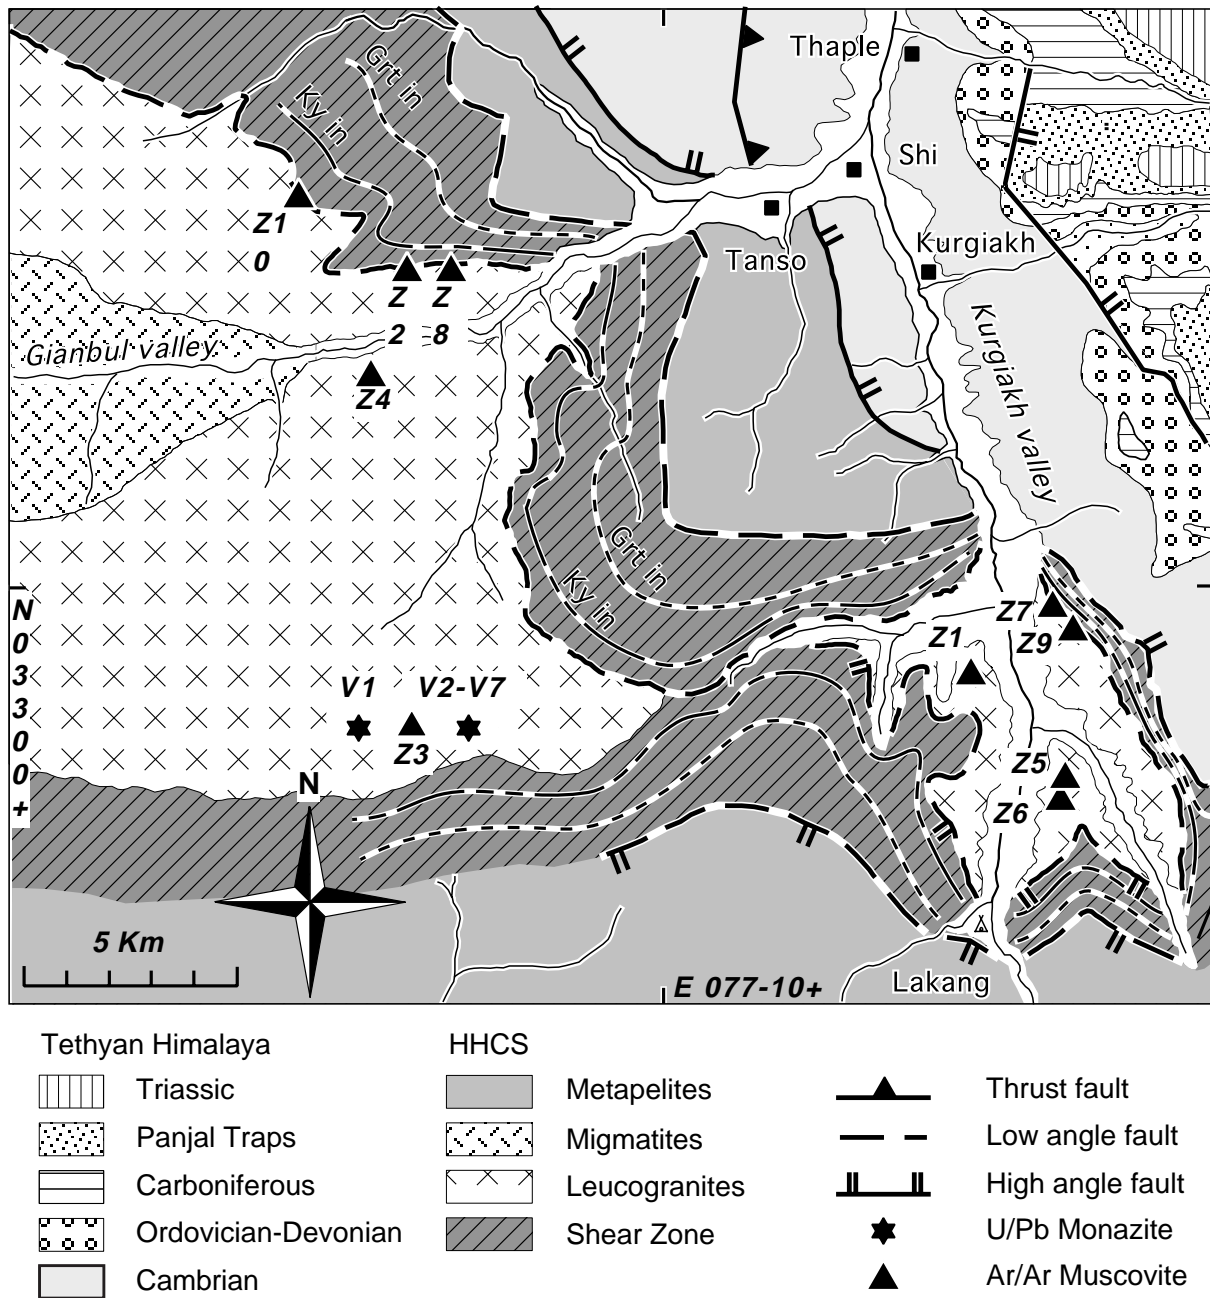 Thaple
Grt in
Ky in
Shi
Z1
0
Kurgiakh
Tanso
Z Z
2 8
Gianbul valley
Kurgiakh valley
Z4
Grt in
Ky in
N
0
3
3
0
0
+
Z7
Z9
Z1
V1 V2-V7
Z3
Z5
Z6
N
5 Km
E 077-10+
Lakang
Tethyan Himalaya
Triassic
Panjal Traps
Carboniferous
Ordovician-Devonian
Cambrian
HHCS
Metapelites
Migmatites
Leucogranites
Shear Zone
Thrust fault
Low angle fault
High angle fault
U/Pb Monazite
Ar/Ar Muscovite